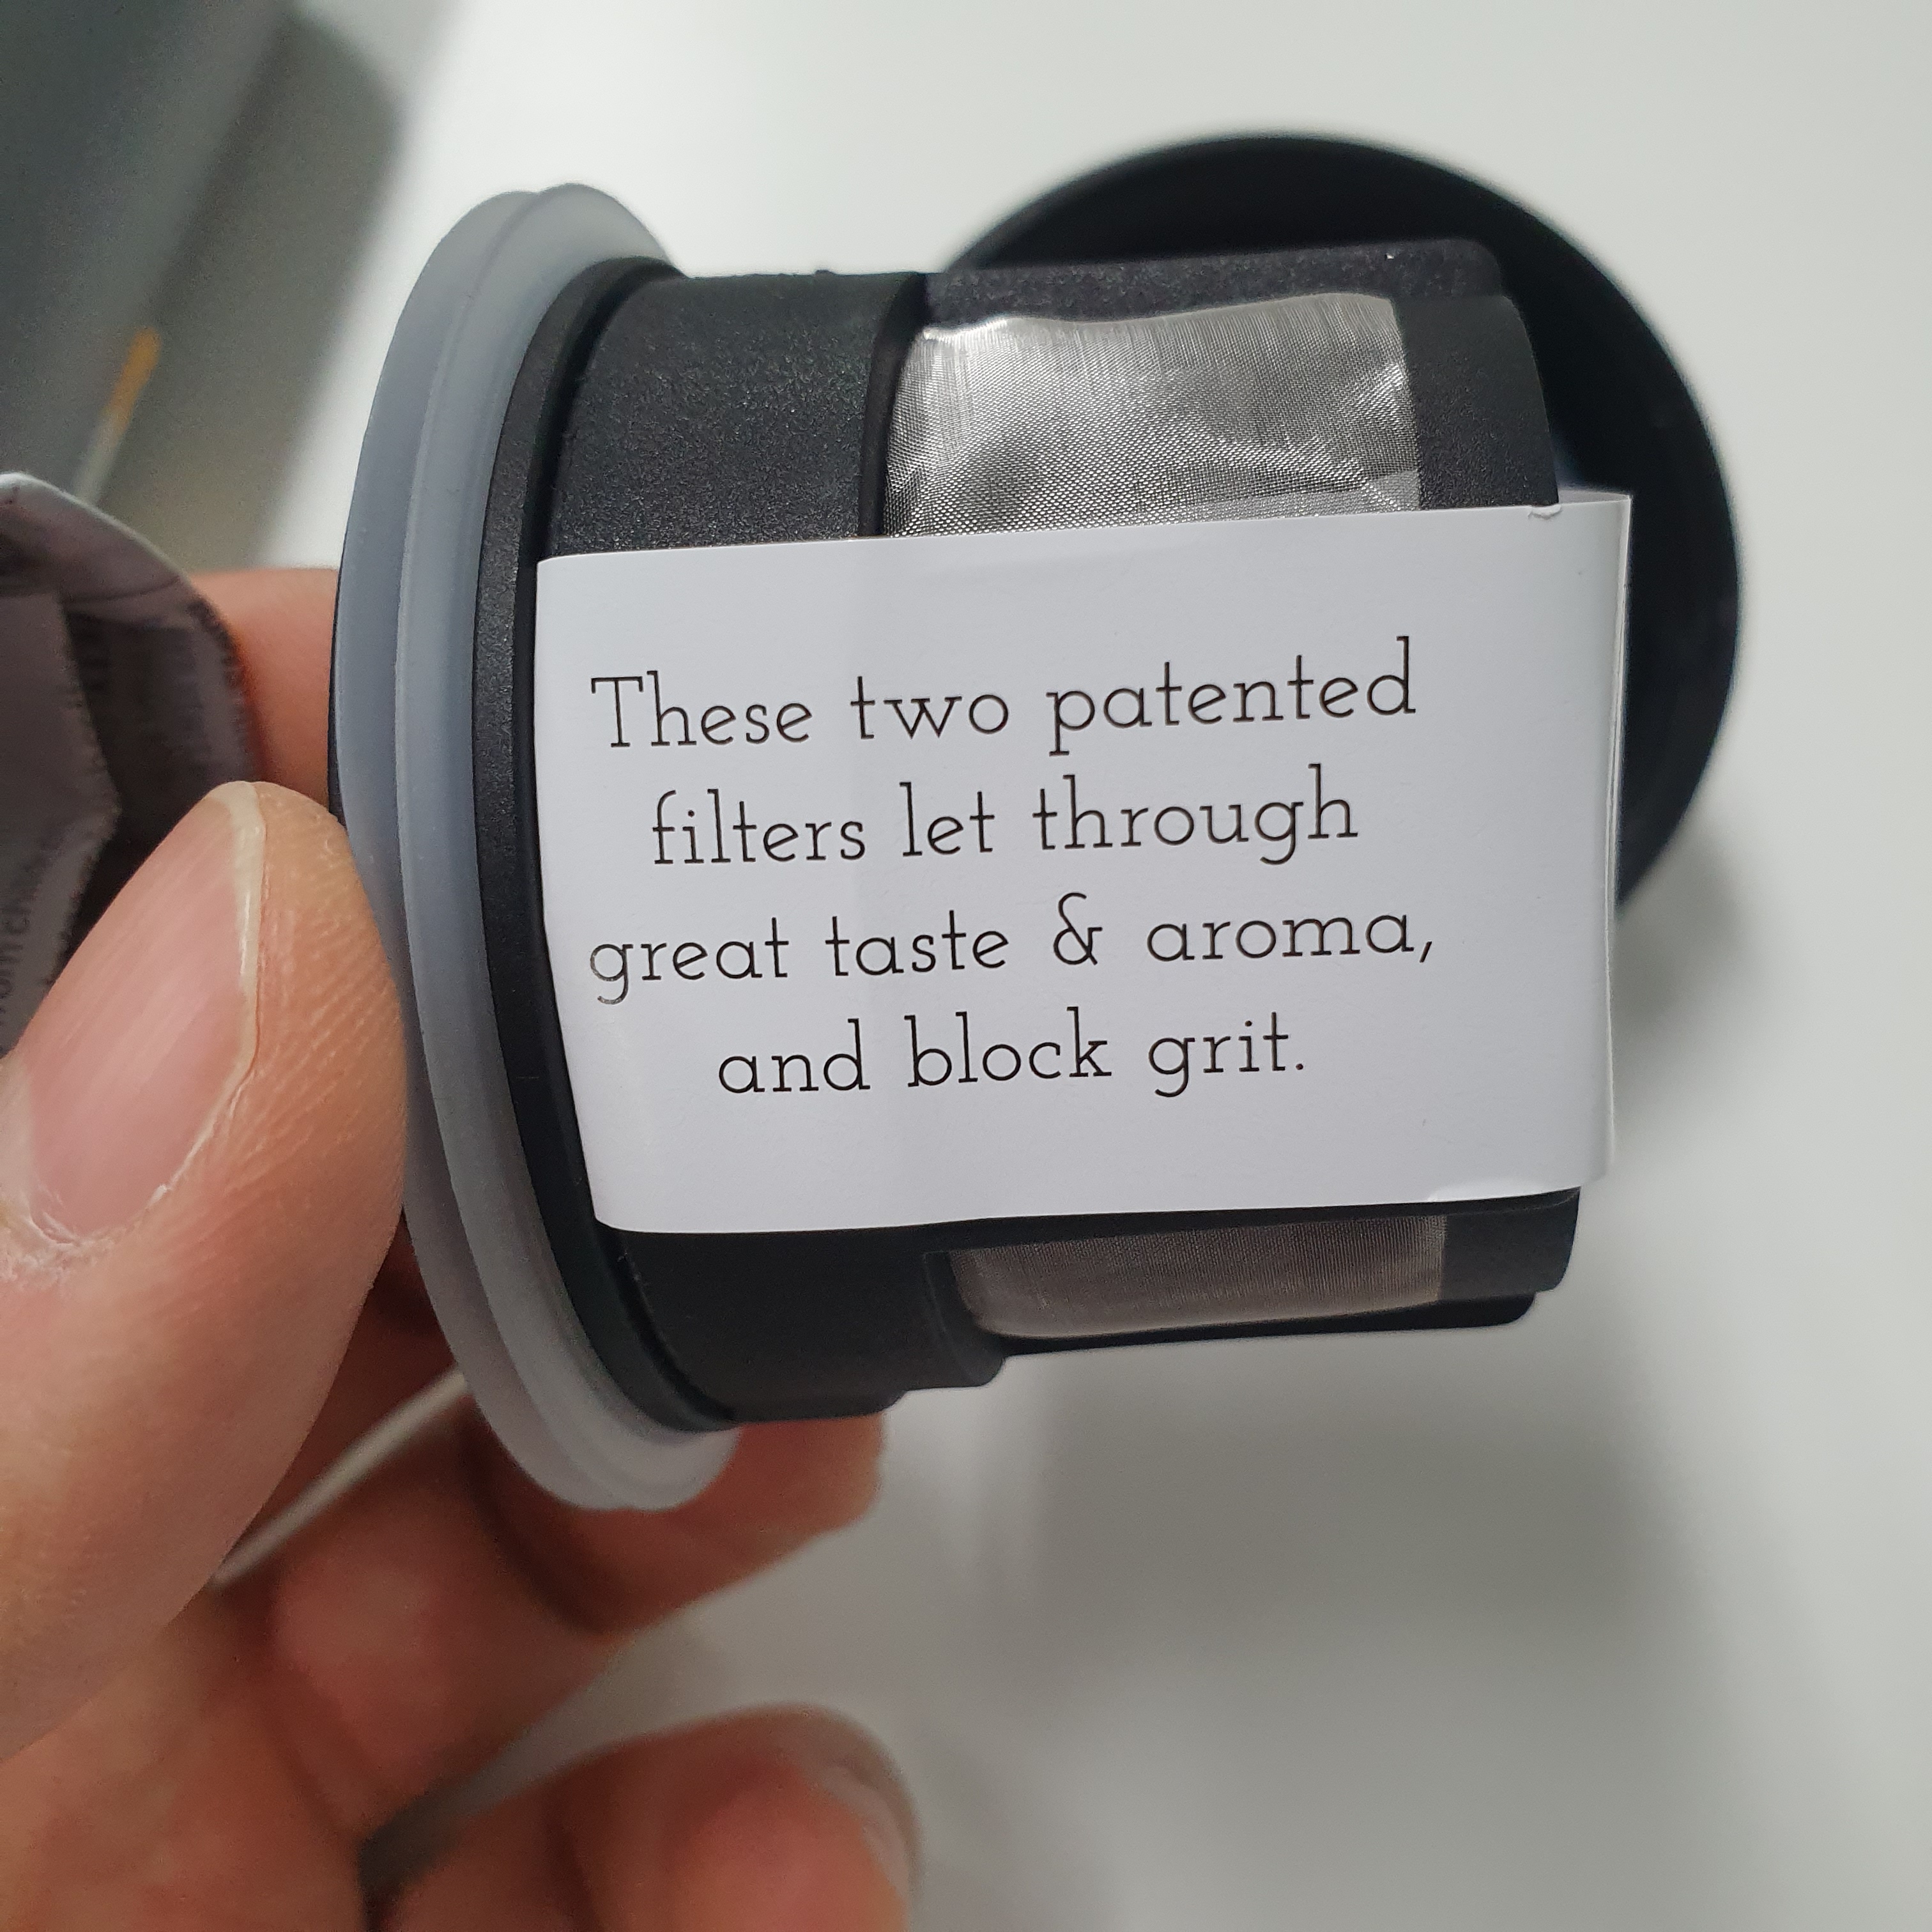 These two patented
filters let through
great taste & aroma,
and block grit.